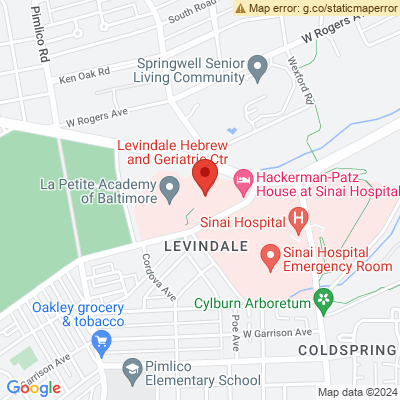 Map error: g.co/staticmaperror
Pimlico Rd
South Road
W Rogers Ave
Springwell Senior
Living Community
Ken Oak Rd
Wexford Rd
W Rogers Ave
Levindale Hebrew
and Geriatric Ctr
La Petite Academy
of Baltimore
Hackerman-Patz
House at Sinai Hospital
Sinai Hospital
H
LEVINDALE
Sinai Hospital
Emergency Room
Cordova Ave
Cylburn Arboretum
Oakley grocery
& tobacco
Poe Ave
W Garrison Ave
COLDSPRING
Garrison Ave
Pimlico
Elementary School
Google
Map data ©2024